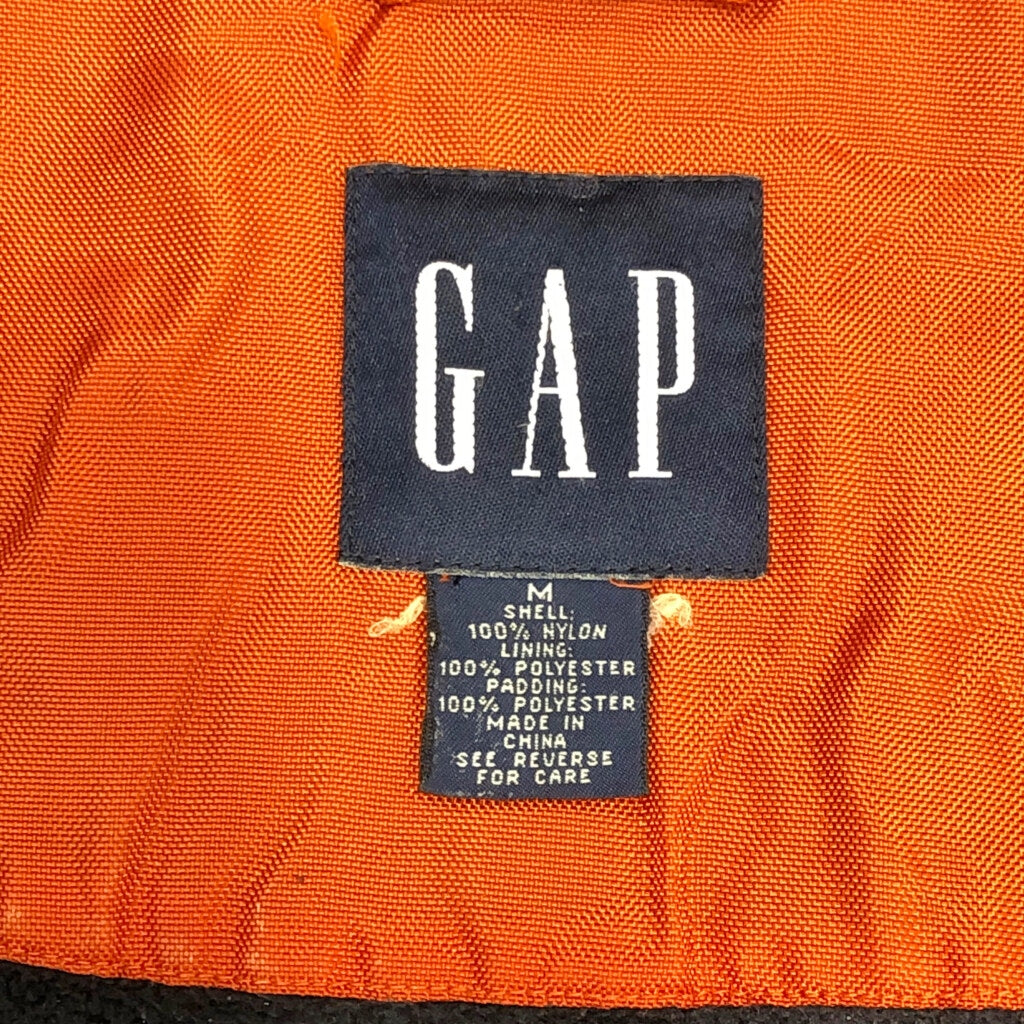 GAP
M
SHELL:
100% NYLON
LINING:
100% POLYESTER
PADDING:
100% POLYESTER
MADE IN
CHINA
SEE REVERSE
FOR CARE